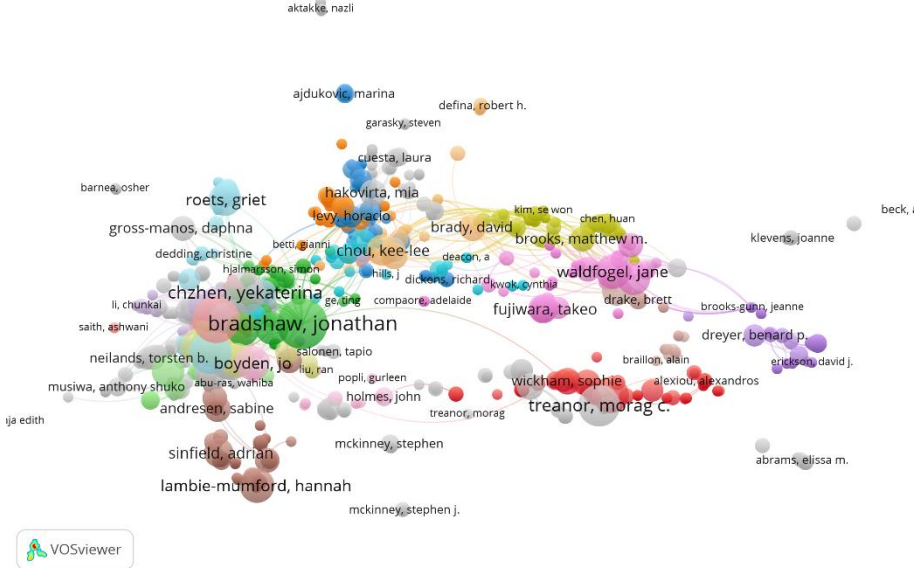 aktakke, nazli
ajdukovic, marina
defina, robert h.
garasky, steven
cuesta, laura
barnea, osher
roets, griet
hakovirta, mia
kim, se won
beck, a
levy, horacio
chen, huan
gross-manos, daphna
brady, david
brooks, matthew m.
klevens, joanne
betti, gianni
chou, kee-lee
dedding, christine
deacon, a
hjalmarsson, simon
hills, j
dickens, richard
waldfogel, jane
kwok, cynthia
chzhen, yekaterina
li, chunkai
ge, ting
compaore, adelaide
drake, brett
fujiwara, takeo
brooks-gunn, jeanne
saith, ashwani
bradshaw, jonathan
dreyer, benard p.
neilands, torsten b.
salonen, tapio
boyden, jo
braillon, alain
erickson, david j.
liu, ran
musiwa, anthony shuko
abu-ras, wahiba
popli, gurleen
wickham, sophie
alexiou, alexandros
holmes, john
andresen, sabine
treanor, morag
treanor, morag c.
ja edith
mckinney, stephen
sinfield, adrian
abrams, elissa m.
lambie-mumford, hannah
mckinney, stephen j.
VOSviewer